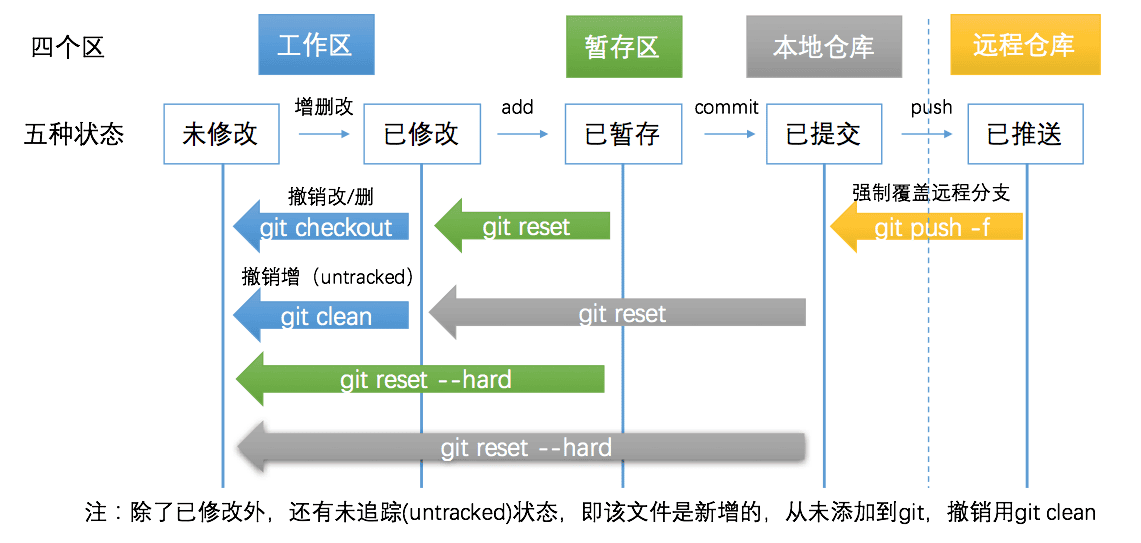 四个区 工作区 暂存区 本地仓库 远程仓库
增删改 add commit push
五种状态 未修改 已修改 已暂存 已提交 已推送
撤销改/删 强制覆盖远程分支
git checkout git reset git push -f
撤销增（untracked）
git clean git reset
git reset --hard
git reset --hard
注：除了已修改外，还有未追踪(untracked)状态，即该文件是新增的，从未添加到git，撤销用git clean